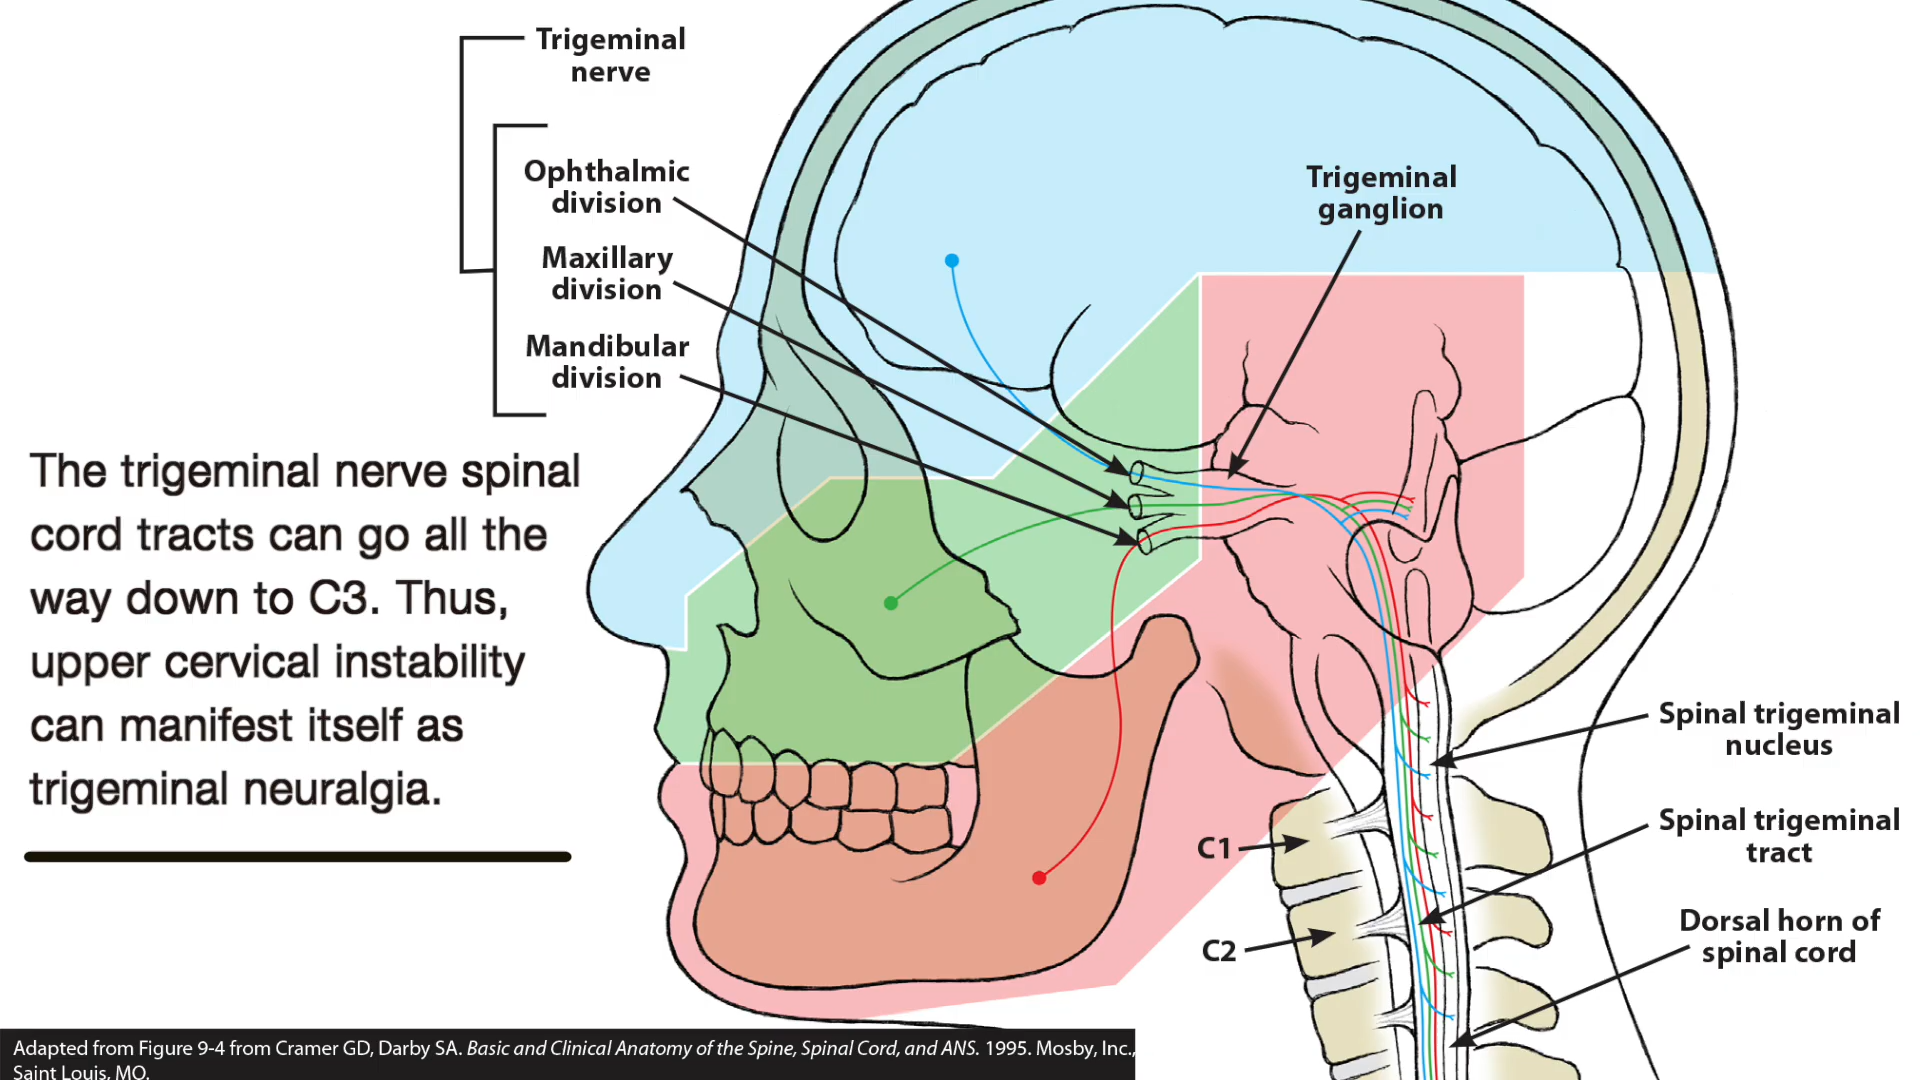 Trigeminal
nerve
Ophthalmic
division
Maxillary
division
Mandibular
division
Trigeminal
ganglion
The trigeminal nerve spinal
cord tracts can go all the
way down to C3. Thus,
upper cervical instability
can manifest itself as
trigeminal neuralgia.
Spinal trigeminal
nucleus
Spinal trigeminal
tract
C1
C2
Dorsal horn of
spinal cord
Adapted from Figure 9-4 from Cramer GD, Darby SA. Basic and Clinical Anatomy of the Spine, Spinal Cord, and ANS. 1995. Mosby, Inc.,
Saint Louis, MO.